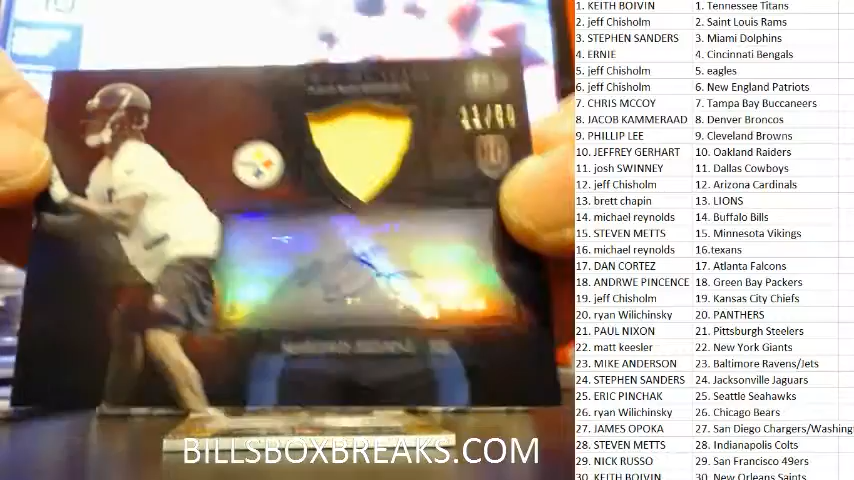 1. KEITH BOIVIN 1. Tennessee Titans
2. jeff Chisholm 2. Saint Louis Rams
3. STEPHEN SANDERS 3. Miami Dolphins
4. ERNIE 4. Cincinnati Bengals
5. jeff Chisholm 5. eagles
6. jeff Chisholm 6. New England Patriots
7. CHRIS MCCOY 7. Tampa Bay Buccaneers
8. JACOB KAMMERAAD 8. Denver Broncos
9. PHILLIP LEE 9. Cleveland Browns
10. JEFFREY GERHART 10. Oakland Raiders
11. josh SWINNEY 11. Dallas Cowboys
12. jeff Chisholm 12. Arizona Cardinals
13. brett chapin 13. LIONS
14. michael reynolds 14. Buffalo Bills
15. STEVEN METTS 15. Minnesota Vikings
16. michael reynolds 16.texans
17. DAN CORTEZ 17. Atlanta Falcons
18. ANDRWE PINCENCE 18. Green Bay Packers
19. jeff Chisholm 19. Kansas City Chiefs
20. ryan Wilichinsky 20. PANTHERS
21. PAUL NIXON 21. Pittsburgh Steelers
22. matt keesler 22. New York Giants
23. MIKE ANDERSON 23. Baltimore Ravens/Jets
24. STEPHEN SANDERS 24. Jacksonville Jaguars
25. ERIC PINCHAK 25. Seattle Seahawks
26. ryan Wilichinsky 26. Chicago Bears
27. JAMES OPOKA 27. San Diego Chargers/Washing
28. STEVEN METTS 28. Indianapolis Colts
29. NICK RUSSO 29. San Francisco 49ers
30. KEITH BOIVIN 30. New Orleans Saints
BILLSBOXBREAKS.COM